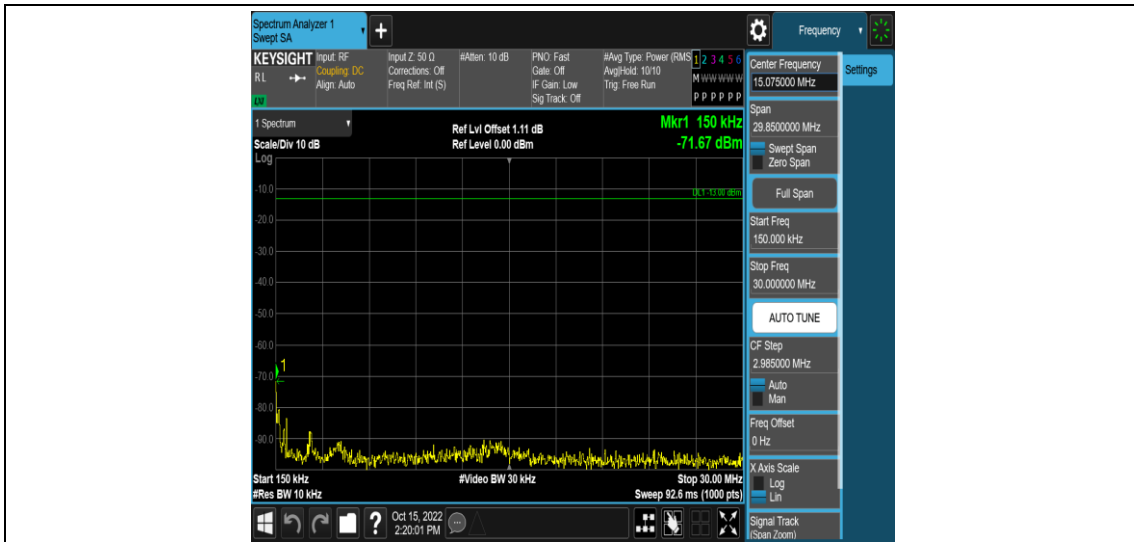 Spectrum Analyzer 1
Swept SA
+
Frequency
KEYSIGHT
RL
LXI
Input: RF
Coupling: DC
Align: Auto
Input Z: 50 Ω
Corrections: Off
Freq Ref: Int (S)
#Atten: 10 dB
PNO: Fast
Gate: Off
IF Gain: Low
Sig Track: Off
#Avg Type: Power (RMS
Avg|Hold: 10/10
Trig: Free Run
1 2 3 4 5 6
M W W W W W
P P P P P P
1 Spectrum
Scale/Div 10 dB
Ref Lvl Offset 1.11 dB
Ref Level 0.00 dBm
Mkr1 150 kHz
-71.67 dBm
Log
DL1 -13.00 dBm
-10.0
-20.0
-30.0
-40.0
-50.0
-60.0
-70.0
-80.0
-90.0
1
Start 150 kHz
#Res BW 10 kHz
#Video BW 30 kHz
Stop 30.00 MHz
Sweep 92.6 ms (1000 pts)
?
Oct 15, 2022
2:20:01 PM
Center Frequency
15.075000 MHz
Settings
Span
29.8500000 MHz
Swept Span
Zero Span
Full Span
Start Freq
150.000 kHz
Stop Freq
30.000000 MHz
AUTO TUNE
CF Step
2.985000 MHz
Auto
Man
Freq Offset
0 Hz
X Axis Scale
Log
Lin
Signal Track
(Span Zoom)